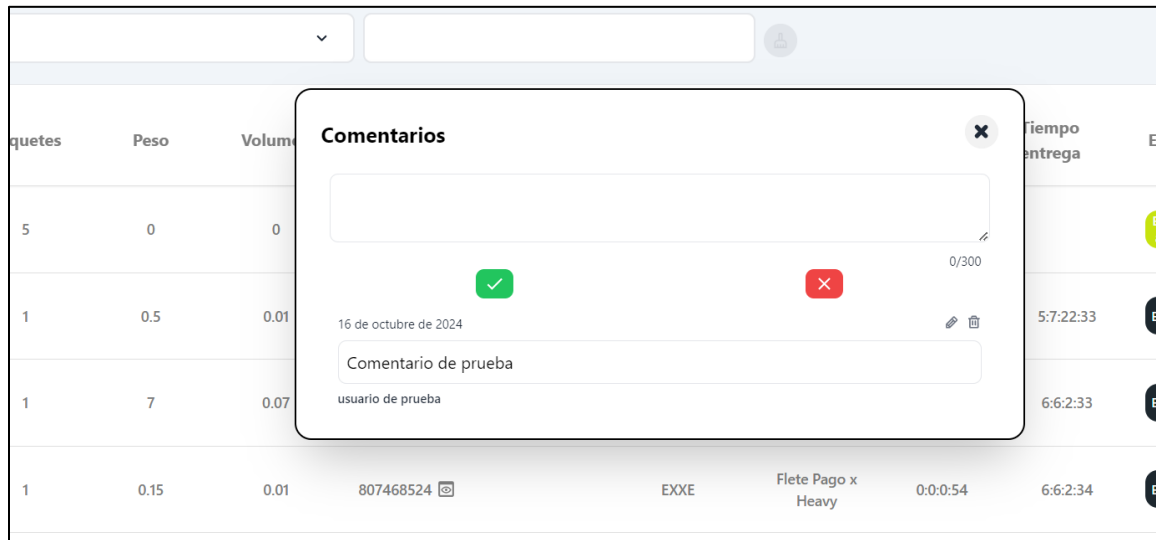 Comentarios
quetes Peso Volume Tiempo
entrega
5 0 0
0/300
1 0.5 0.01 5:7:22:33
16 de octubre de 2024
Comentario de prueba
usuario de prueba
1 7 0.07 6:6:2:33
1 0.15 0.01 807468524 EXXE Flete Pago x
Heavy 0:0:0:54 6:6:2:34